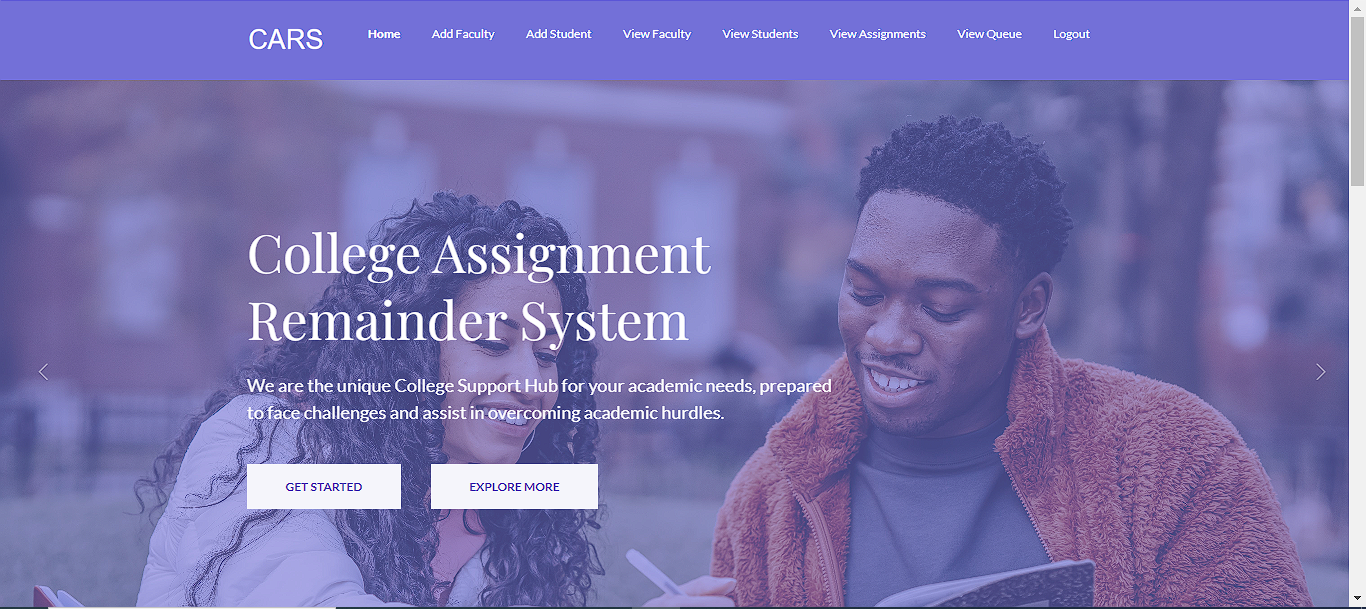 CARS
Home Add Faculty Add Student View Faculty View Students View Assignments View Queue Logout
College Assignment
Remainder System
We are the unique College Support Hub for your academic needs, prepared
to face challenges and assist in overcoming academic hurdles.
GET STARTED EXPLORE MORE